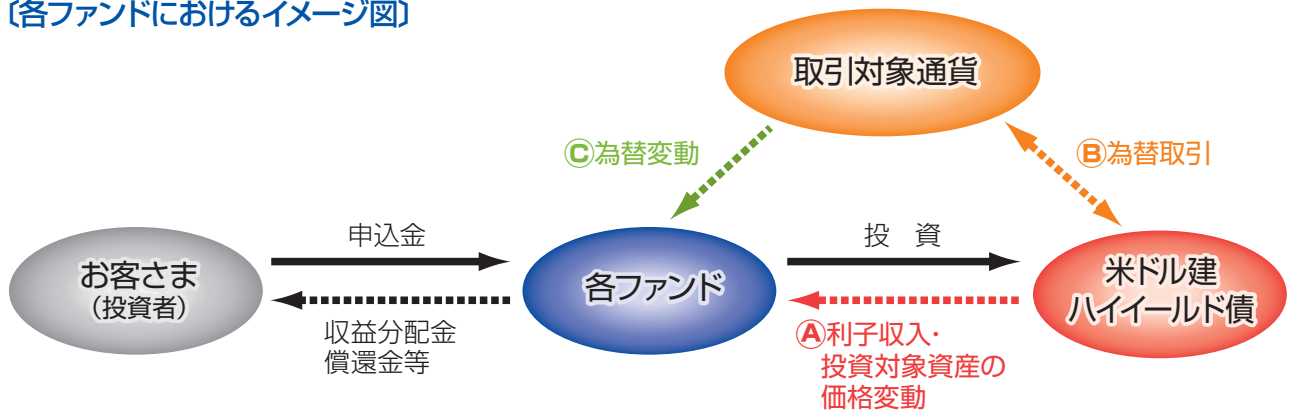 〔各ファンドにおけるイメージ図〕
取引対象通貨
Ⓒ為替変動
Ⓑ為替取引
申込金
投 資
お客さま
(投資者)
各ファンド
米ドル建
ハイイールド債
収益分配金
償還金等
Ⓐ利子収入・
投資対象資産の
価格変動